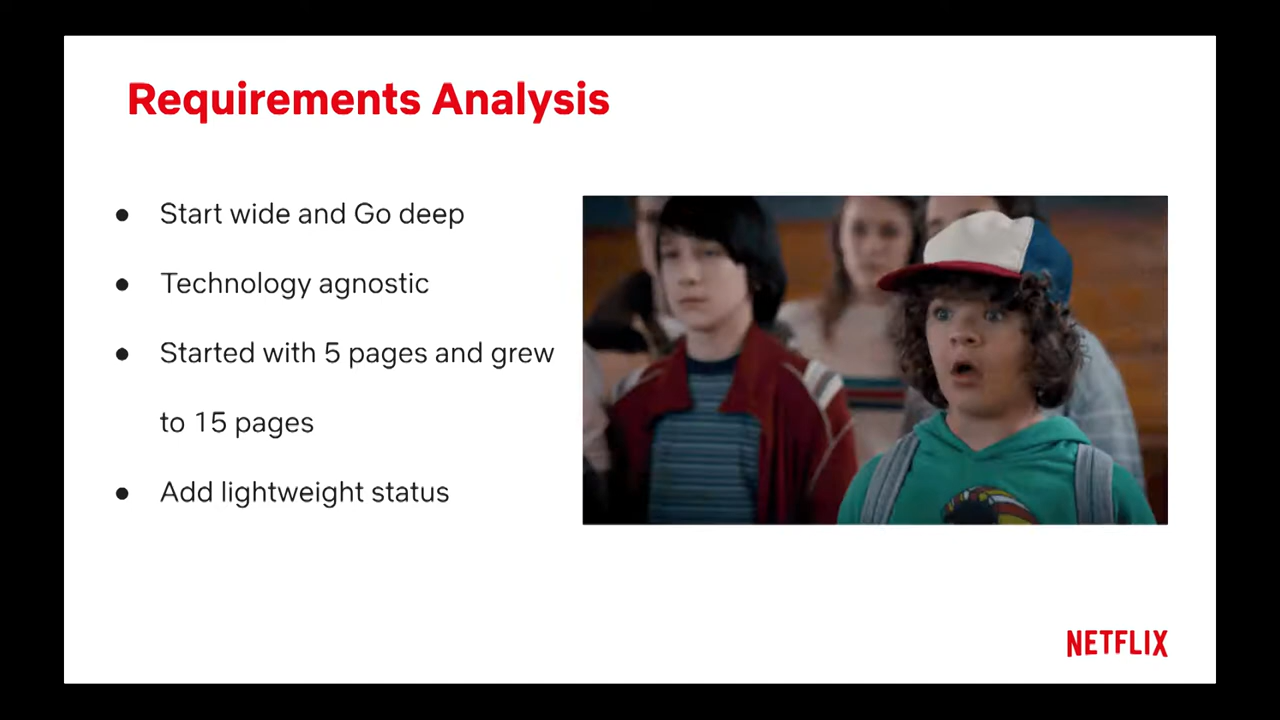 Requirements Analysis
● Start wide and Go deep
● Technology agnostic
● Started with 5 pages and grew
to 15 pages
● Add lightweight status
NETFLIX